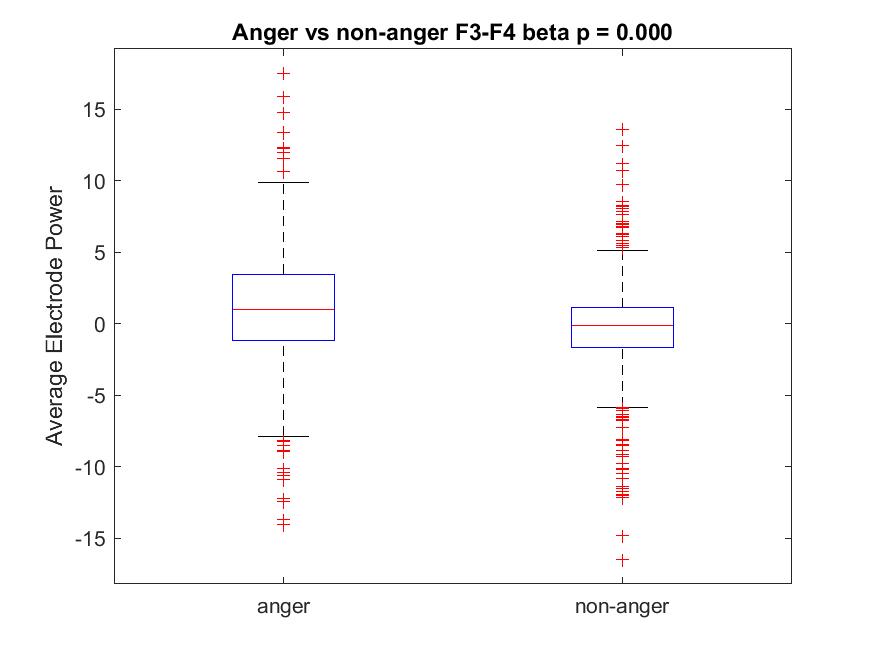 Anger vs non-anger F3-F4 beta p = 0.000
Average Electrode Power
15
10
5
0
-5
-10
-15
anger
non-anger